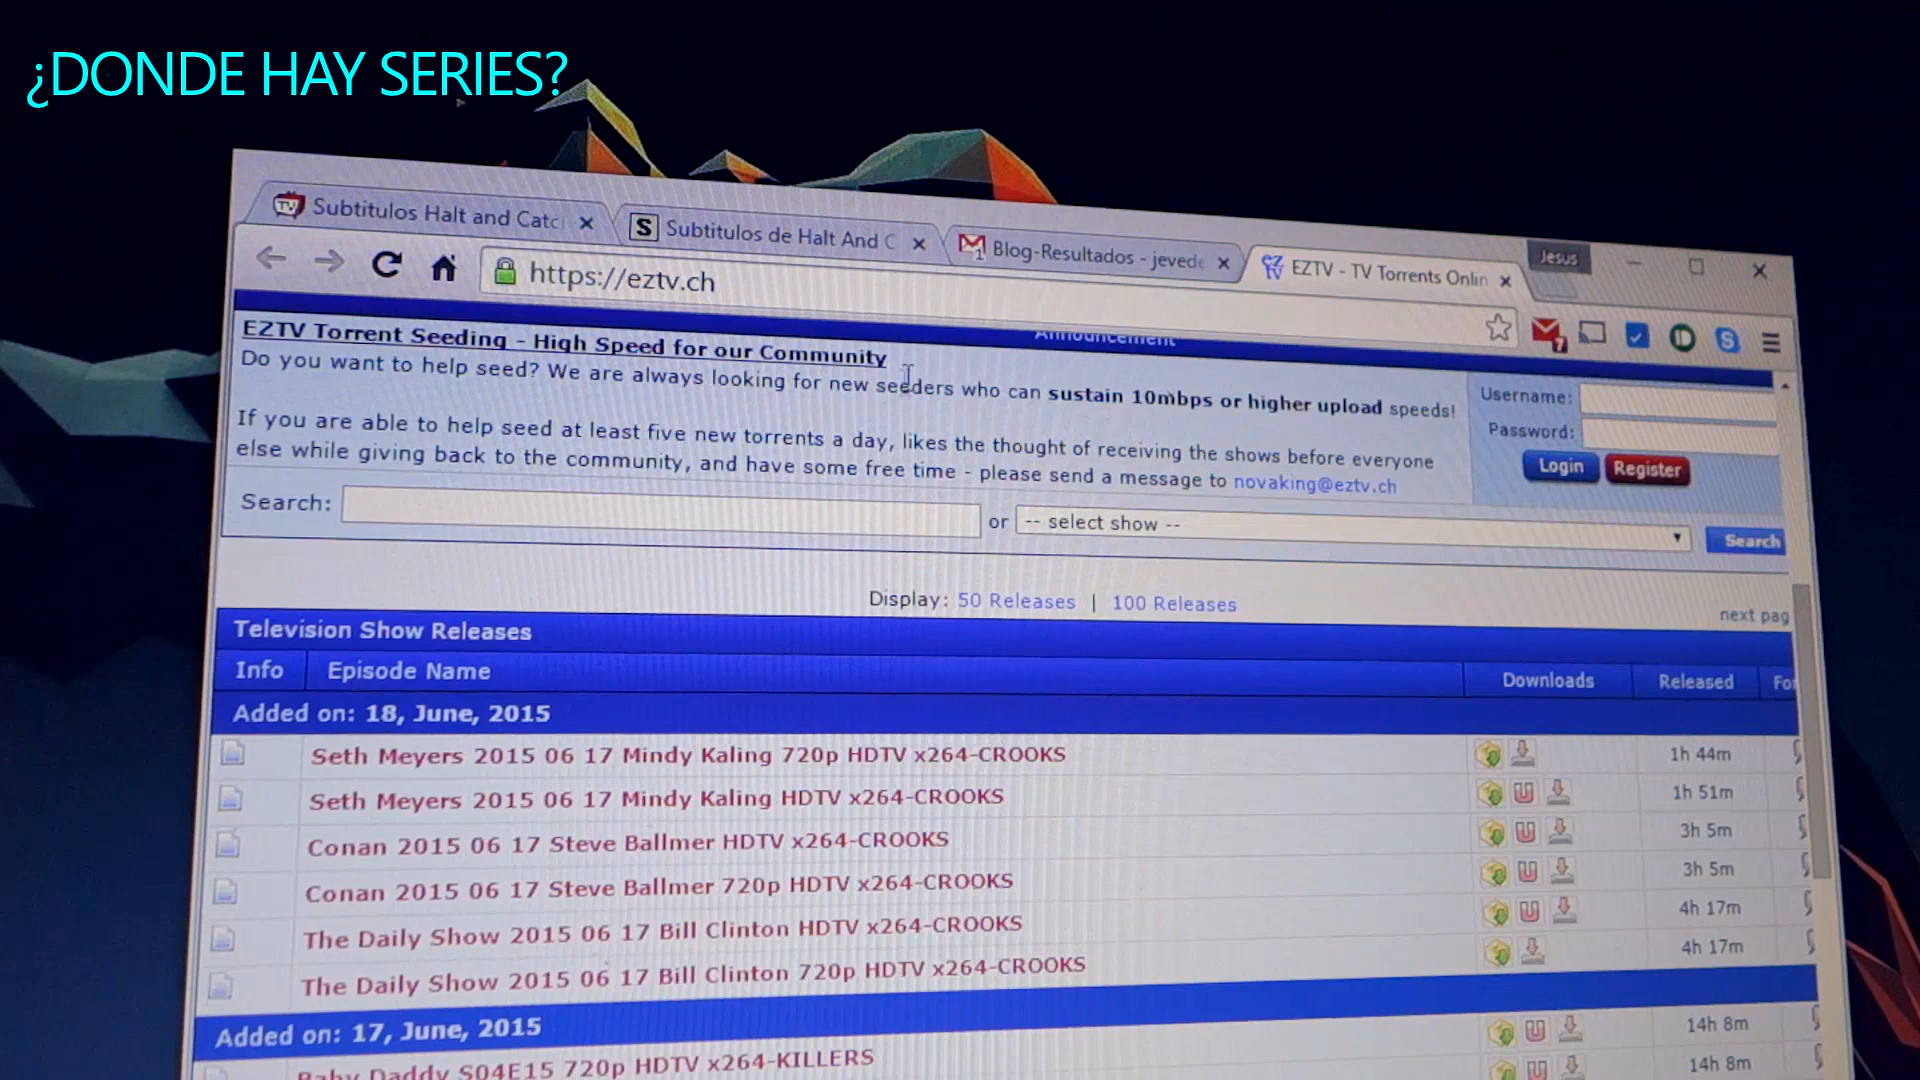 ¿DONDE HAY SERIES?
Subtitulos Halt and Catc
Subtitulos de Halt And C
Blog-Resultados - jevede
EZTV - TV Torrents Onlin
Jesus
https://eztv.ch
Announcement
EZTV Torrent Seeding - High Speed for our Community
Do you want to help seed? We are always looking for new seeders who can sustain 10mbps or higher upload speeds!
If you are able to help seed at least five new torrents a day, likes the thought of receiving the shows before everyone
else while giving back to the community, and have some free time - please send a message to novaking@eztv.ch
Username:
Password:
Login Register
Search: or -- select show -- Search
Display: 50 Releases | 100 Releases
next pag
Television Show Releases
Info Episode Name Downloads Released For
Added on: 18, June, 2015
Seth Meyers 2015 06 17 Mindy Kaling 720p HDTV x264-CROOKS 1h 44m
Seth Meyers 2015 06 17 Mindy Kaling HDTV x264-CROOKS 1h 51m
Conan 2015 06 17 Steve Ballmer HDTV x264-CROOKS 3h 5m
Conan 2015 06 17 Steve Ballmer 720p HDTV x264-CROOKS 3h 5m
The Daily Show 2015 06 17 Bill Clinton HDTV x264-CROOKS 4h 17m
The Daily Show 2015 06 17 Bill Clinton 720p HDTV x264-CROOKS 4h 17m
Added on: 17, June, 2015
Baby Daddy S04E15 720p HDTV x264-KILLERS 14h 8m
14h 8m